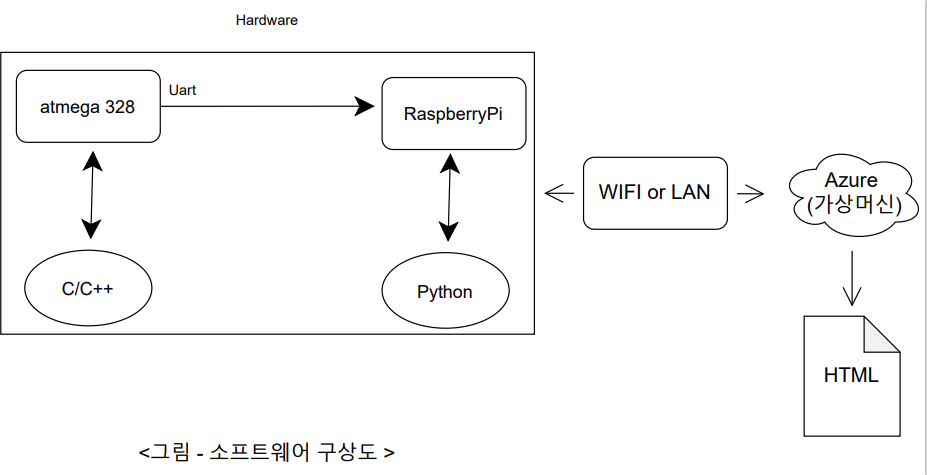 Hardware
atmega 328
Uart
RaspberryPi
C/C++
Python
WIFI or LAN
Azure
(가상머신)
HTML
<그림 - 소프트웨어 구상도 >